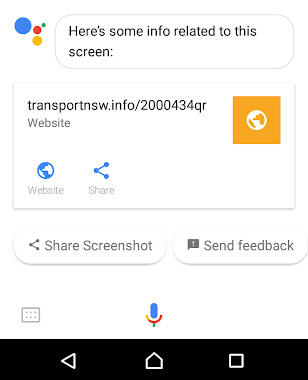 Here's some info related to this
screen:
transportnsw.info/2000434qr
Website
Website
Share
Share Screenshot
Send feedback